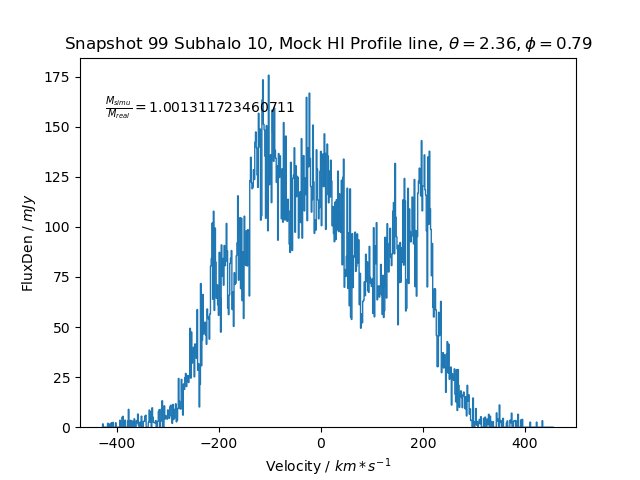 Snapshot 99 Subhalo 10, Mock HI Profile line, θ = 2.36, ϕ = 0.79
M_simu/M_real = 1.001311723460711
FluxDen / mJy
175
150
125
100
75
50
25
0
−400 −200 0 200 400
Velocity / km * s⁻¹